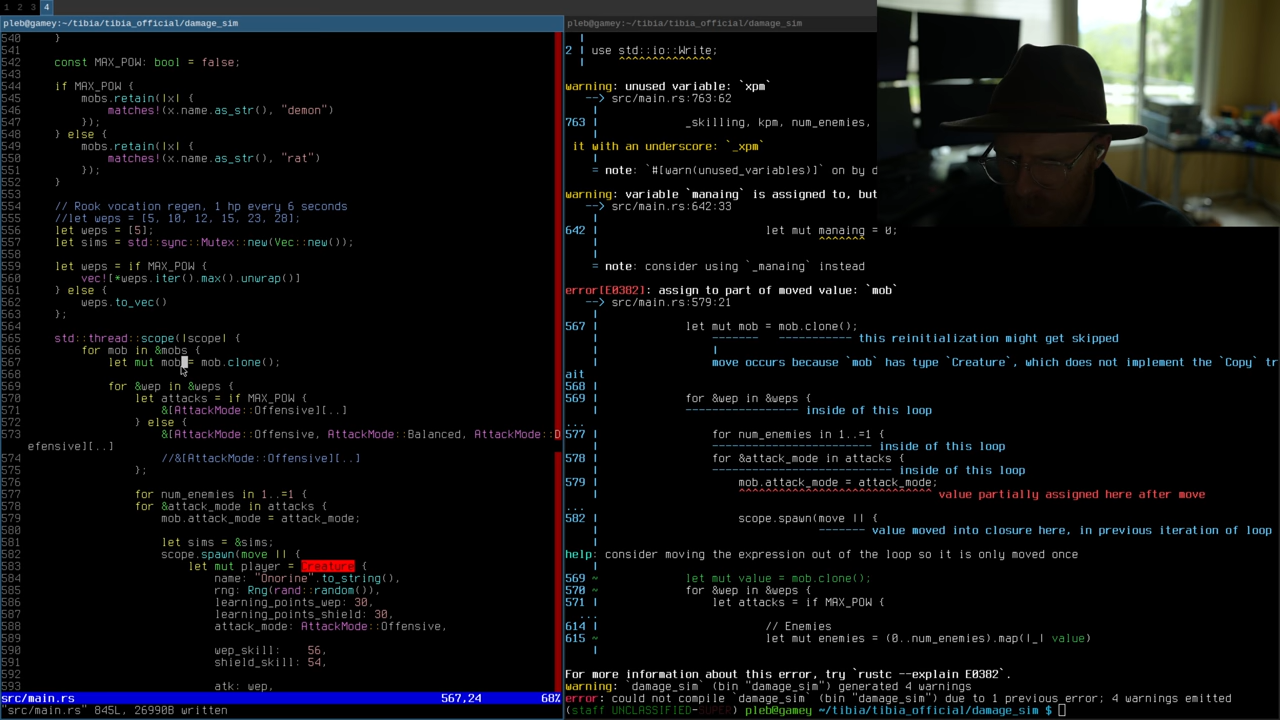 1 2 3 4
pleb@gamey:~/tibia/tibia_official/damage_sim
540     }
541
542     const MAX_POW: bool = false;
543
544     if MAX_POW {
545         mobs.retain(|x| {
546             matches!(x.name.as_str(), "demon")
547         });
548     } else {
549         mobs.retain(|x| {
550             matches!(x.name.as_str(), "rat")
551         });
552     }
553
554     // Rook vocation regen, 1 hp every 6 seconds
555     //let weps = [5, 10, 12, 15, 23, 28];
556     let weps = [5];
557     let sims = std::sync::Mutex::new(Vec::new());
558
559     let weps = if MAX_POW {
560         vec![*weps.iter().max().unwrap()]
561     } else {
562         weps.to_vec()
563     };
564
565     std::thread::scope(|scope| {
566         for mob in &mobs {
567             let mut mob = mob.clone();
568
569             for &wep in &weps {
570                 let attacks = if MAX_POW {
571                     &[AttackMode::Offensive][..]
572                 } else {
573                     &[AttackMode::Offensive, AttackMode::Balanced, AttackMode::D
efensive][..]
574                     //&[AttackMode::Offensive][..]
575                 };
576
577                 for num_enemies in 1..=1 {
578                 for &attack_mode in attacks {
579                     mob.attack_mode = attack_mode;
580
581                     let sims = &sims;
582                     scope.spawn(move || {
583                         let mut player = Creature {
584                             name: "Onorine".to_string(),
585                             rng: Rng(rand::random()),
586                             learning_points_wep: 30,
587                             learning_points_shield: 30,
588                             attack_mode: AttackMode::Offensive,
589
590                             wep_skill:    56,
591                             shield_skill: 54,
592
593                             atk: wep,
src/main.rs 567,24 68%
"src/main.rs" 845L, 26990B written
pleb@gamey:~/tibia/tibia_official/damage_sim
2 | use std::io::Write;
warning: unused variable: `xpm`
--> src/main.rs:763:62
763 _skilling, kpm, num_enemies,
it with an underscore: `_xpm`
= note: `#[warn(unused_variables)]` on by d
warning: variable `manaing` is assigned to, but
--> src/main.rs:642:33
642 let mut manaing = 0;
= note: consider using `_manaing` instead
error[E0382]: assign to part of moved value: `mob`
--> src/main.rs:579:21
567 | let mut mob = mob.clone();
------- ----------- this reinitialization might get skipped
|
move occurs because `mob` has type `Creature`, which does not implement the `Copy` tr
ait
568 |
569 | for &wep in &weps {
----------------- inside of this loop
...
577 | for num_enemies in 1..=1 {
------------------------ inside of this loop
578 | for &attack_mode in attacks {
--------------------------- inside of this loop
579 | mob.attack_mode = attack_mode;
^^^^^^^^^^^^^^^^^^^^^^^^^^^^^ value partially assigned here after move
...
582 | scope.spawn(move || {
------- value moved into closure here, in previous iteration of loop
help: consider moving the expression out of the loop so it is only moved once
569 ~ let mut value = mob.clone();
570 ~ for &wep in &weps {
571 | let attacks = if MAX_POW {
...
614 | // Enemies
615 ~ let mut enemies = (0..num_enemies).map(|_| value)
For more information about this error, try `rustc --explain E0382`.
warning: `damage_sim` (bin "damage_sim") generated 4 warnings
error: could not compile `damage_sim` (bin "damage_sim") due to 1 previous error; 4 warnings emitted
(staff UNCLASSIFIED-SUPER) pleb@gamey ~/tibia/tibia_official/damage_sim $